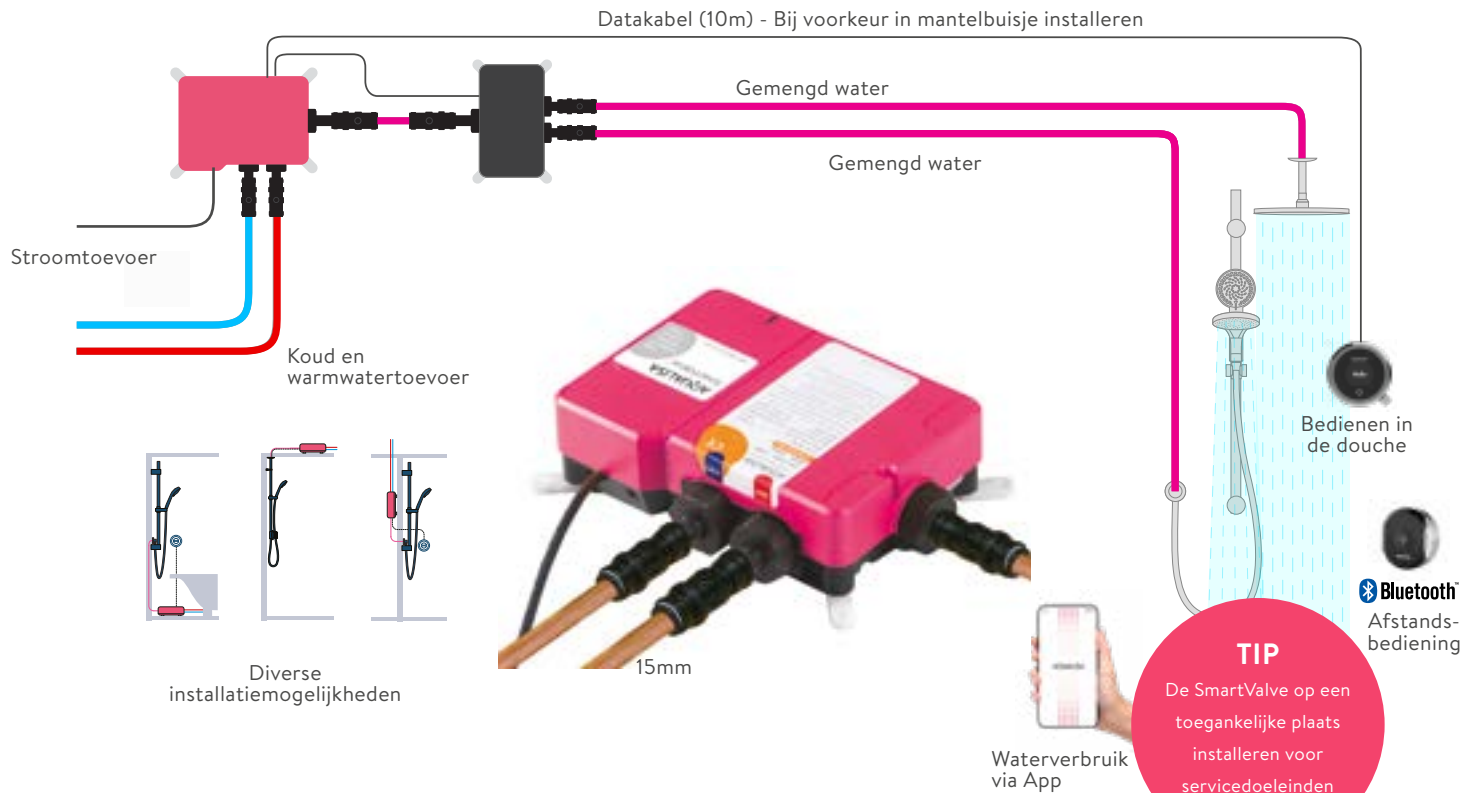 Datakabel (10m) - Bij voorkeur in mantelbuisje installeren
Gemengd water
Gemengd water
Stroomtoevoer
Koud en
warmwatertoevoer
AQUALISA
Bedienen in
de douche
Bluetooth™
Afstands-
bediening
15mm
Diverse
installatiemogelijkheden
Waterverbruik
via App
TIP
De SmartValve op een
toegankelijke plaats
installeren voor
servicedoeleinden